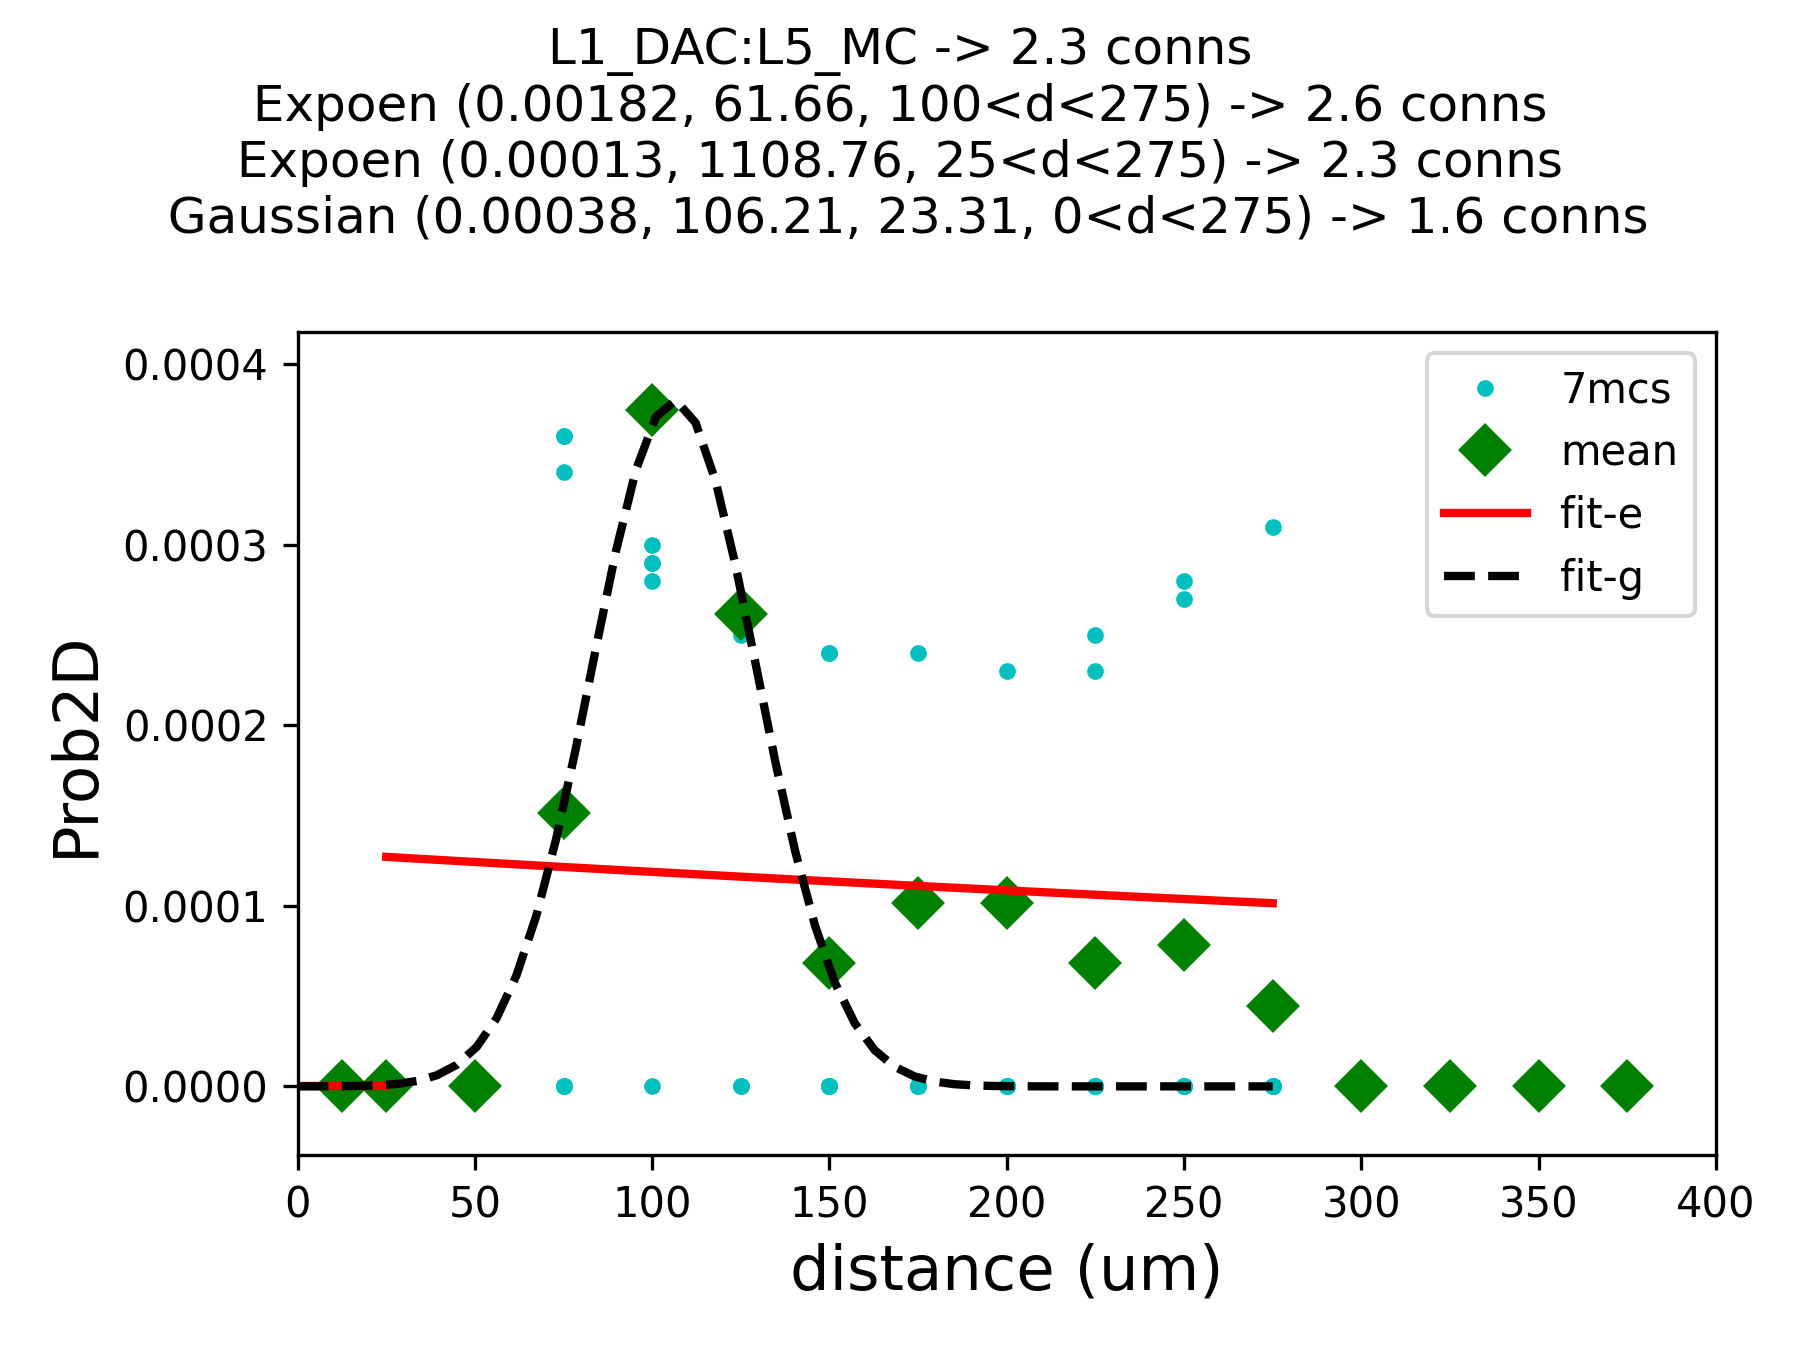 L1_DAC:L5_MC -> 2.3 conns
Expoen (0.00182, 61.66, 100<d<275) -> 2.6 conns
Expoen (0.00013, 1108.76, 25<d<275) -> 2.3 conns
Gaussian (0.00038, 106.21, 23.31, 0<d<275) -> 1.6 conns
0.0004
0.0003
0.0002
0.0001
0.0000
Prob2D
7mcs
mean
fit-e
fit-g
0 50 100 150 200 250 300 350 400
distance (um)